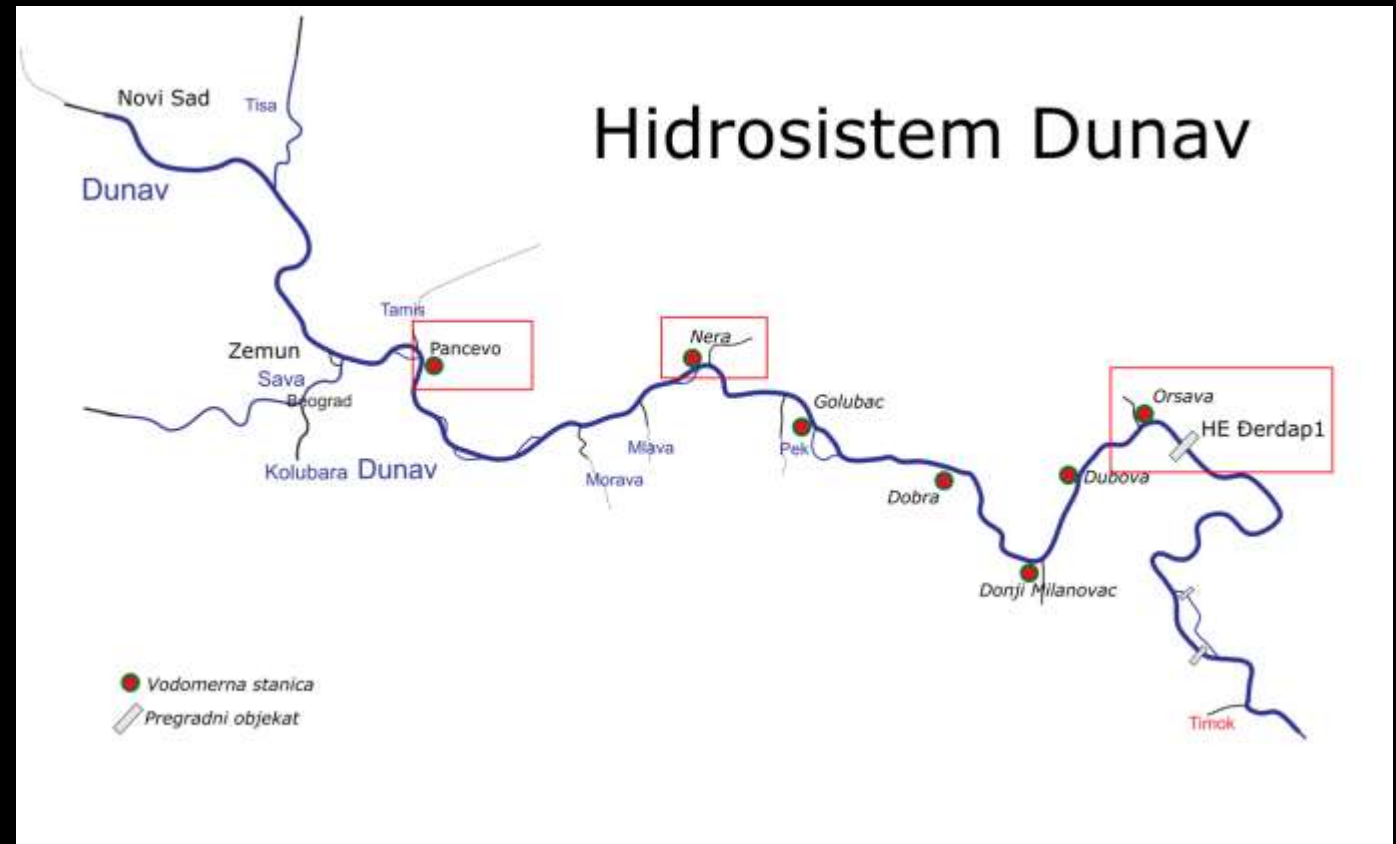 Hidrosistem Dunav
Novi Sad
Tisa
Dunav
Tamis
Zemun
Pancevo
Sava
Beograd
Kolubara
Dunav
Nera
Golubac
Mlava
Pek
Morava
Dobra
Donji Milanovac
Dubova
Orsava
HE Đerdap1
Timok
Vodomerna stanica
Pregradni objekat